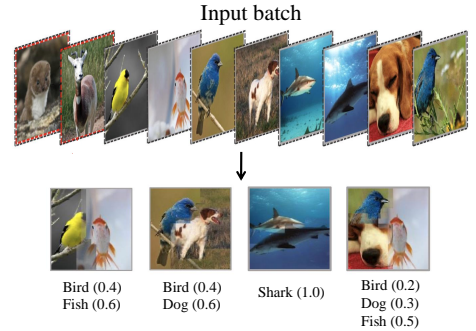 Input batch
Bird (0.4)
Fish (0.6)
Bird (0.4)
Dog (0.6)
Shark (1.0)
Bird (0.2)
Dog (0.3)
Fish (0.5)